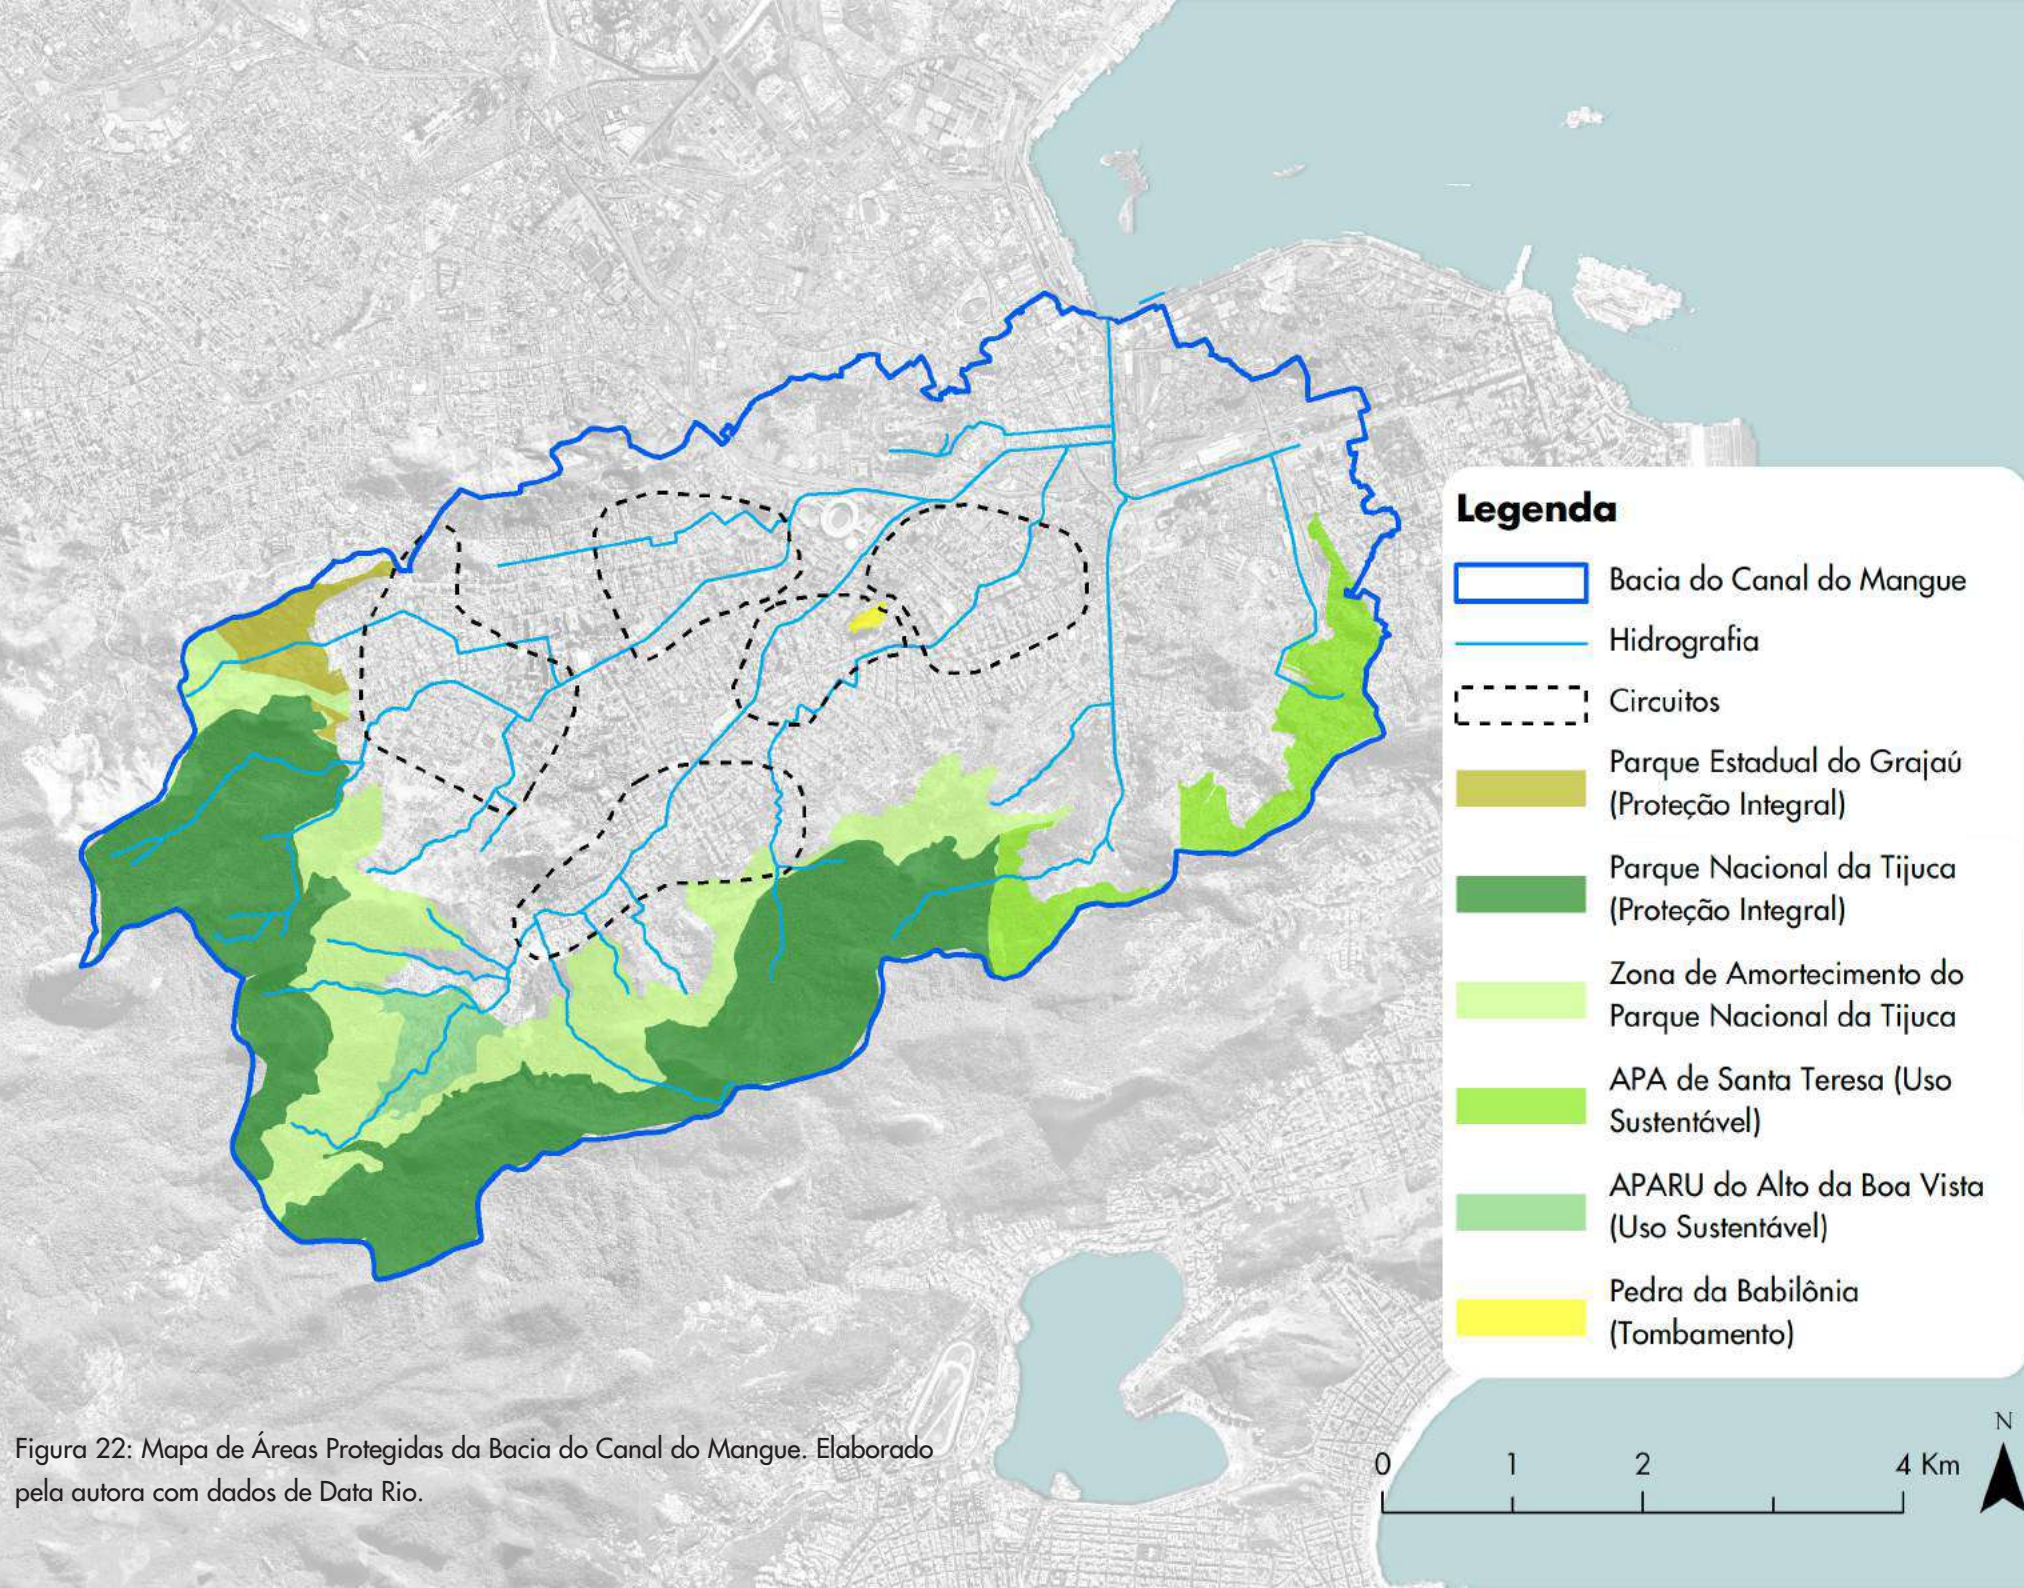 Legenda
Bacia do Canal do Mangue
Hidrografia
Circuitos
Parque Estadual do Grajaú
(Proteção Integral)
Parque Nacional da Tijuca
(Proteção Integral)
Zona de Amortecimento do
Parque Nacional da Tijuca
APA de Santa Teresa (Uso
Sustentável)
APARU do Alto da Boa Vista
(Uso Sustentável)
Pedra da Babilônia
(Tombamento)
N
0 1 2 4 Km
Figura 22: Mapa de Áreas Protegidas da Bacia do Canal do Mangue. Elaborado
pela autora com dados de Data Rio.